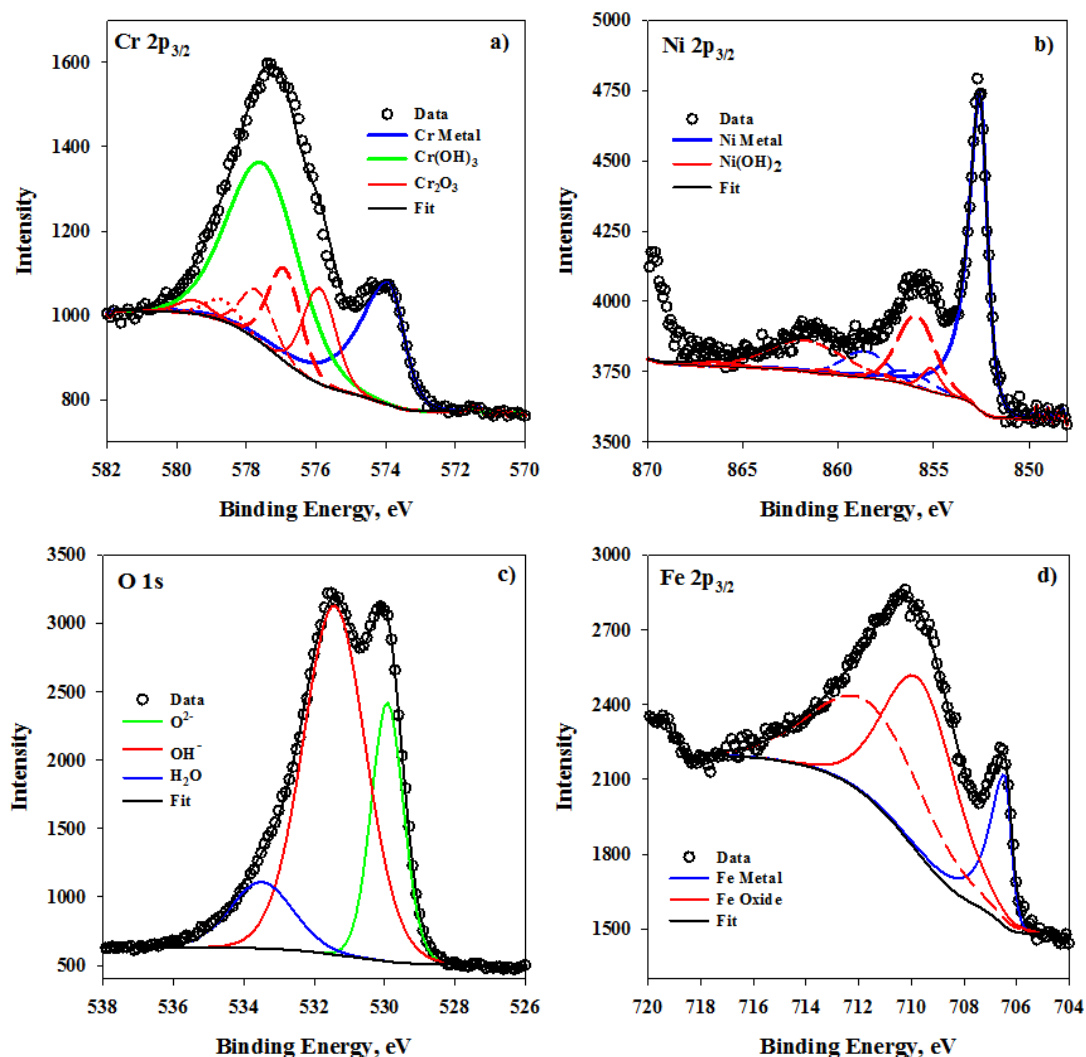 Cr 2p3/2
a)
1600
1400
1200
1000
800
Intensity
Data
Cr Metal
Cr(OH)3
Cr2O3
Fit
582 580 578 576 574 572 570
Binding Energy, eV
Ni 2p3/2
b)
5000
4750
4500
4250
4000
3750
3500
Intensity
Data
Ni Metal
Ni(OH)2
Fit
870 865 860 855 850
Binding Energy, eV
O 1s
c)
3500
3000
2500
2000
1500
1000
500
Intensity
Data
O2-
OH-
H2O
Fit
538 536 534 532 530 528 526
Binding Energy, eV
Fe 2p3/2
d)
3000
2700
2400
2100
1800
1500
Intensity
Data
Fe Metal
Fe Oxide
Fit
720 718 716 714 712 710 708 706 704
Binding Energy, eV